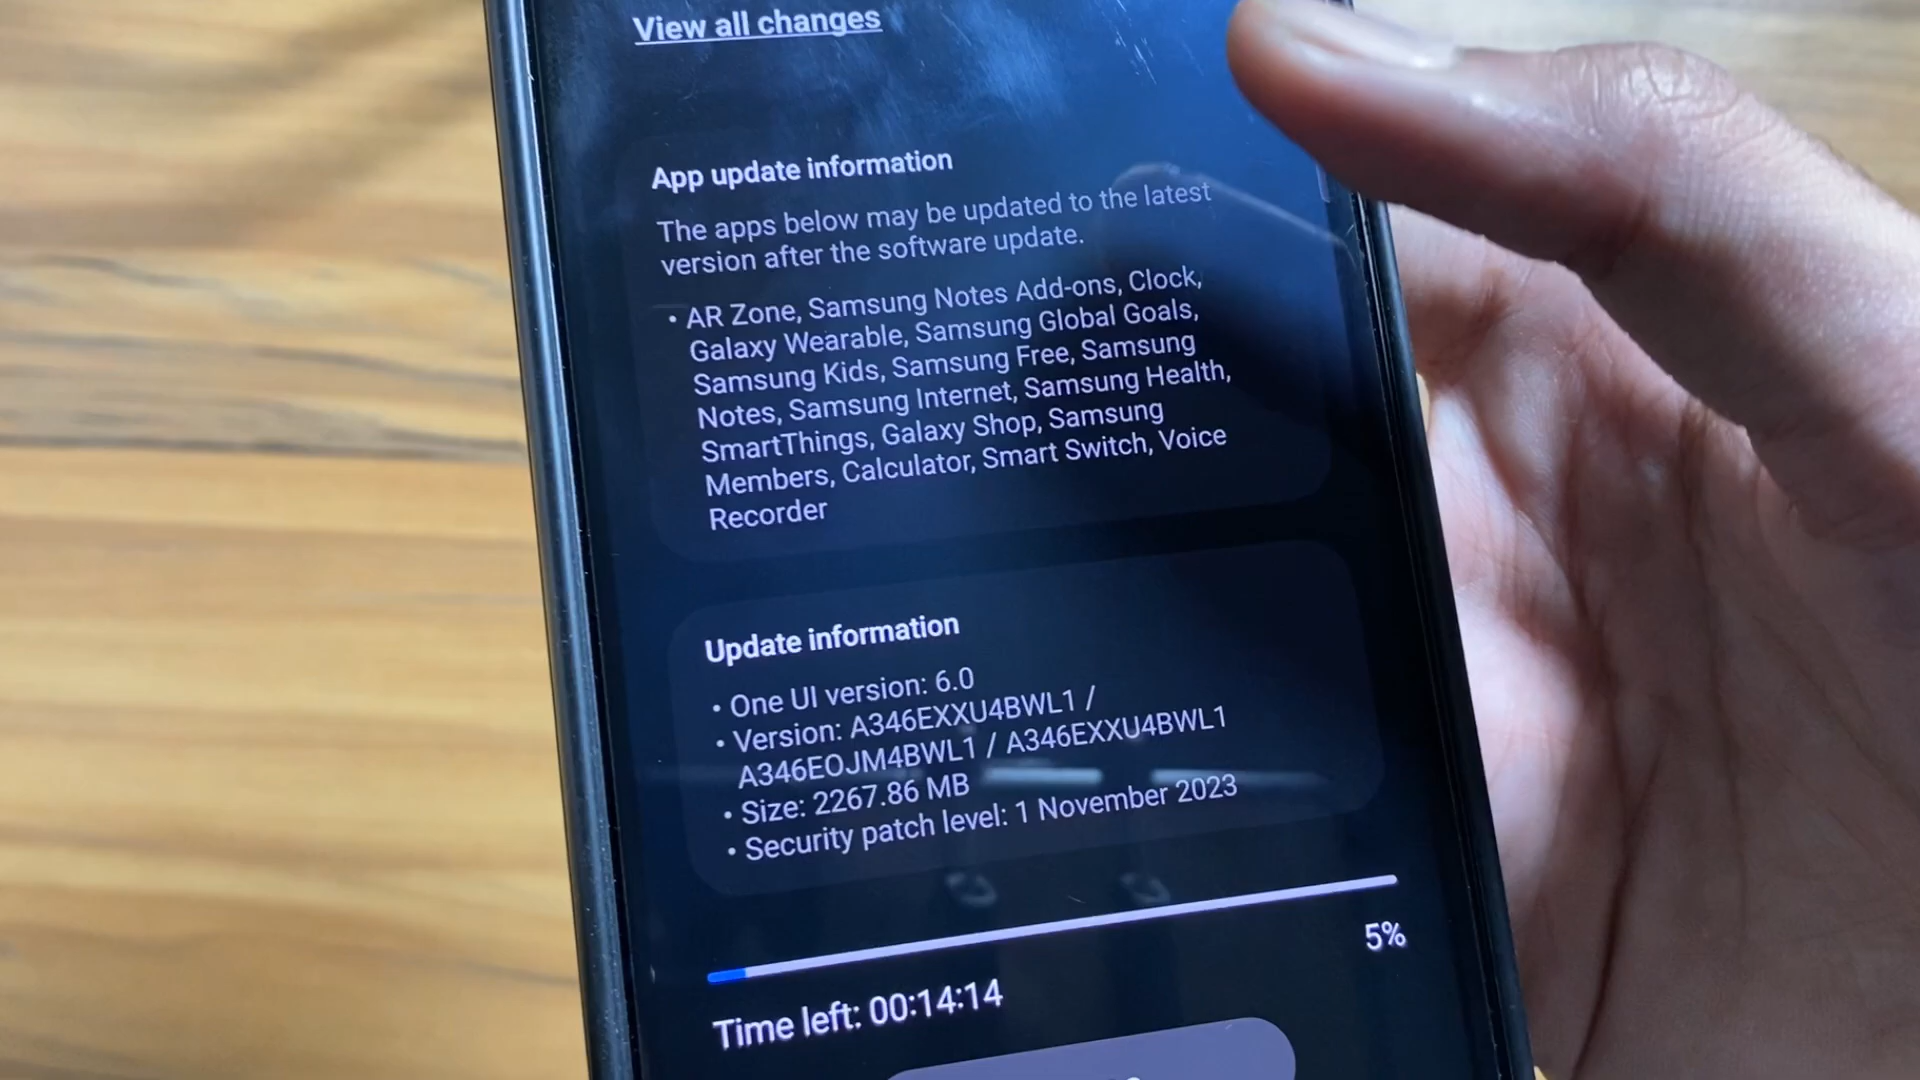 View all changes
App update information
The apps below may be updated to the latest
version after the software update.
• AR Zone, Samsung Notes Add-ons, Clock,
Galaxy Wearable, Samsung Global Goals,
Samsung Kids, Samsung Free, Samsung
Notes, Samsung Internet, Samsung Health,
SmartThings, Galaxy Shop, Samsung
Members, Calculator, Smart Switch, Voice
Recorder
Update information
• One UI version: 6.0
• Version: A346EXXU4BWL1 /
A346EOJM4BWL1 / A346EXXU4BWL1
• Size: 2267.86 MB
• Security patch level: 1 November 2023
5%
Time left: 00:14:14